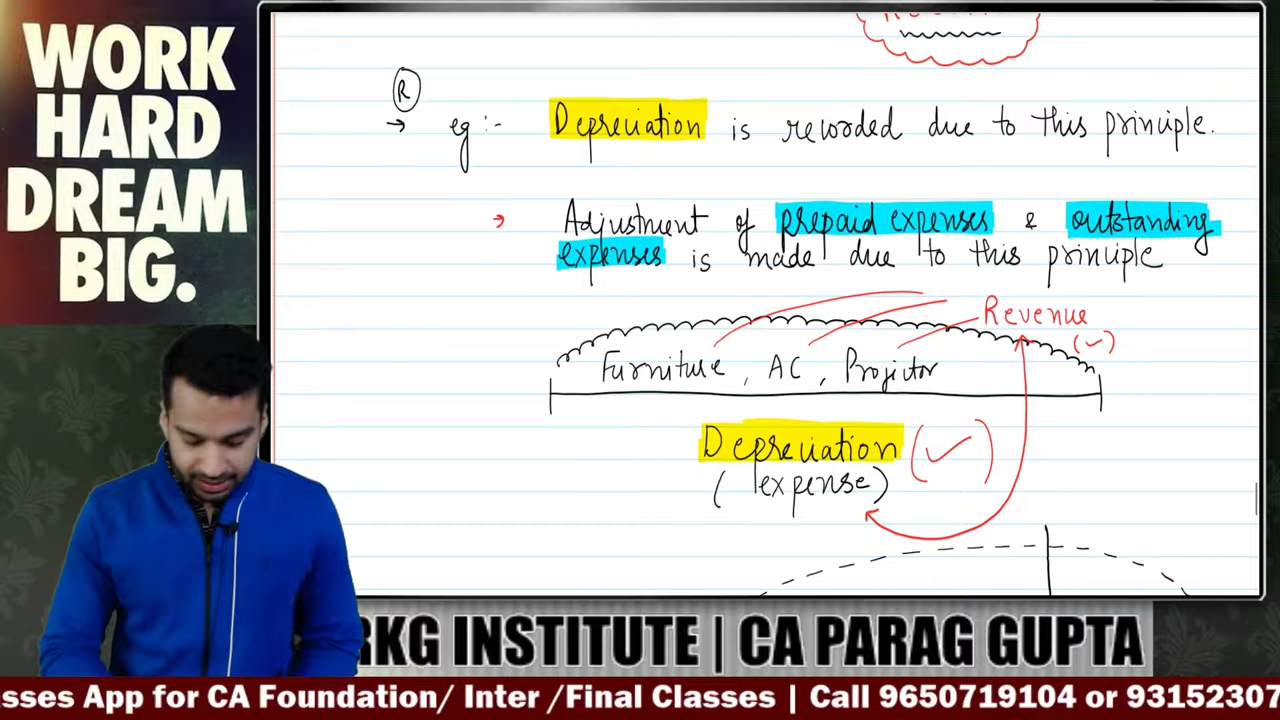 WORK
HARD
DREAM
BIG.
R
→ eg :- Depreciation is recorded due to this principle.
→ Adjustment of prepaid expenses & outstanding
expenses is made due to this principle
Revenue
Furniture, AC, Projictor
Depreciation (✓)
(expense)
RKG INSTITUTE | CA PARAG GUPTA
sses App for CA Foundation/ Inter /Final Classes | Call 9650719104 or 93152307